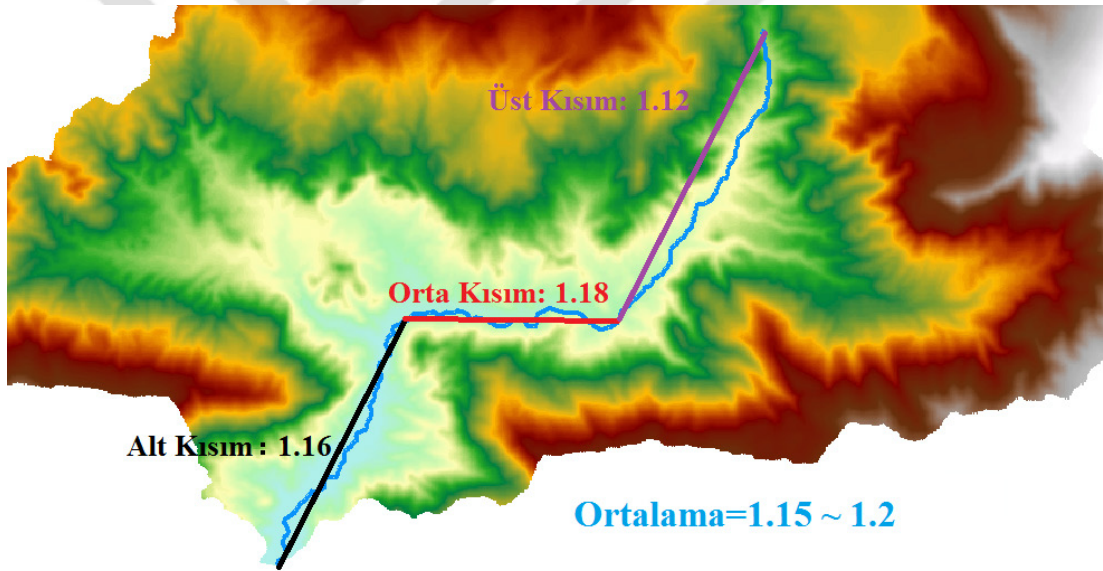 Üst Kısım: 1.12
Orta Kısım: 1.18
Alt Kısım : 1.16
Ortalama=1.15 ~ 1.2